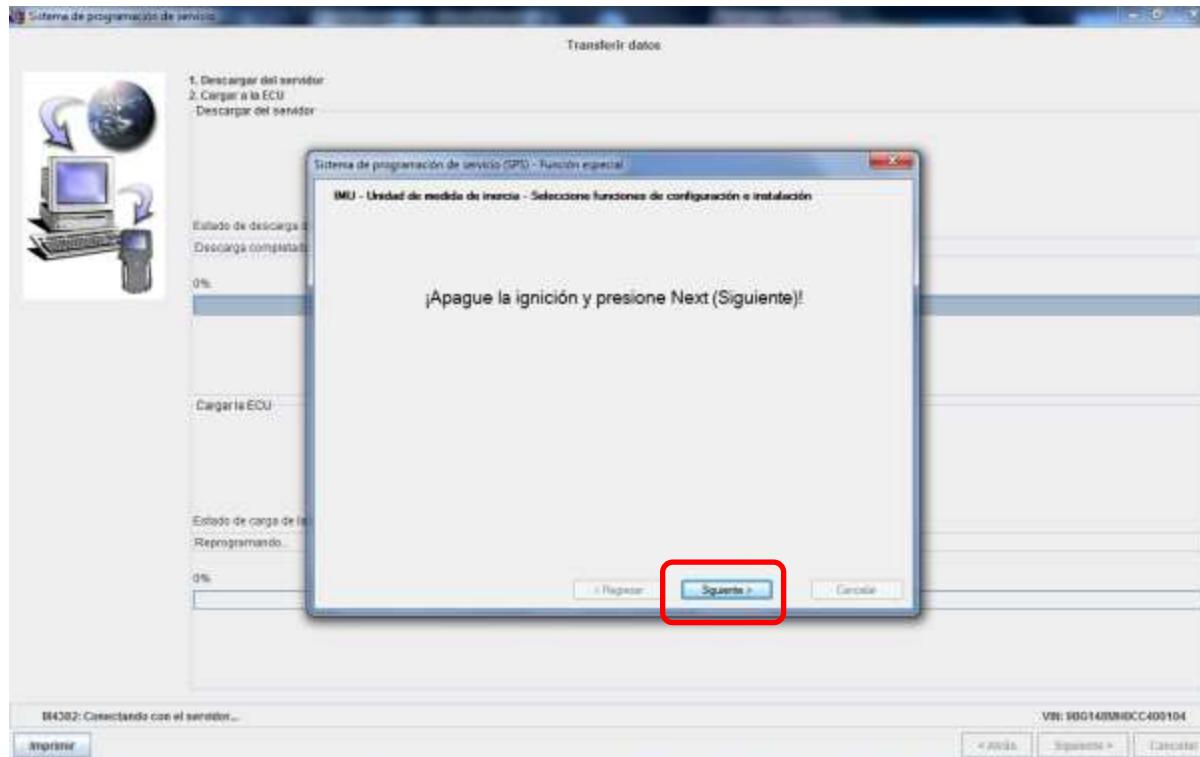 Sistema de programación de servicio
Transferir datos
1. Descargar del servidor
2. Cargar a la ECU
Descargar del servidor
Sistema de programación de servicio (SPS) - Función especial
IMU - Unidad de medida de inercia - Seleccione funciones de configuración e instalación
Estado de descarga
Descarga completada
0%
¡Apague la ignición y presione Next (Siguiente)!
Cargar la ECU
Estado de carga de la
Reprogramando...
0%
< Regresar
Siguiente >
Cancelar
Conectando con el servidor...
VIN:
Imprimir
< Atrás
Siguiente >
Cancelar